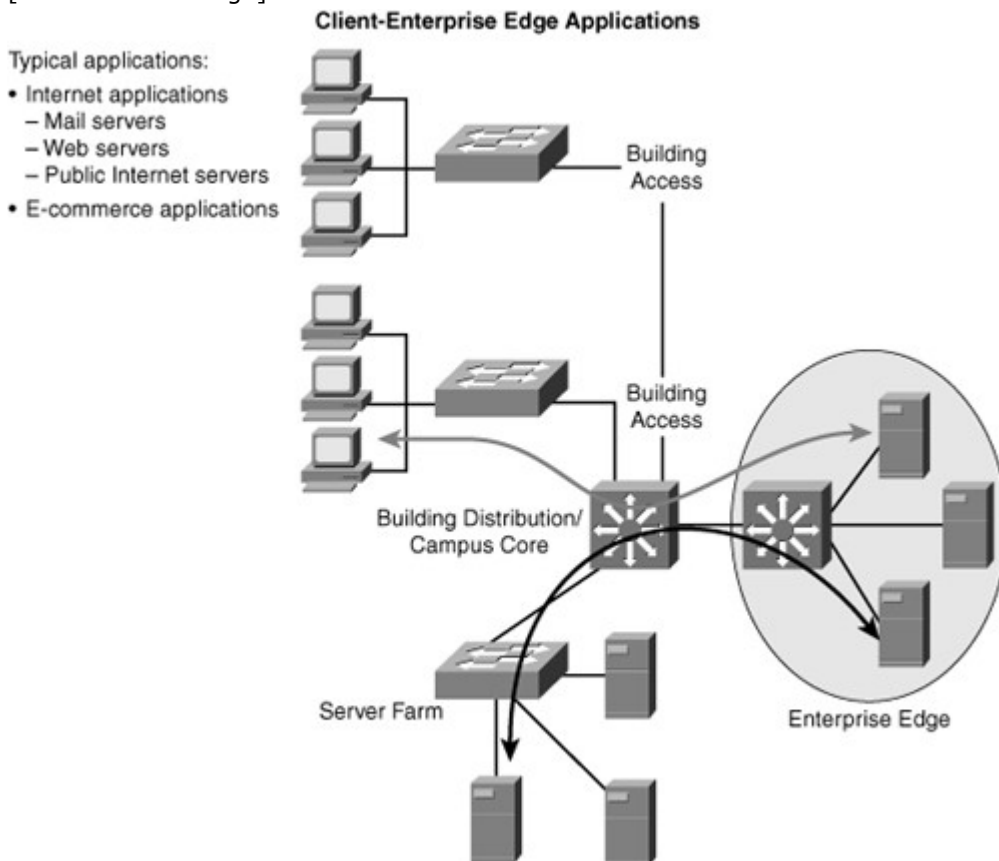 Client-Enterprise Edge Applications
Typical applications:
• Internet applications
– Mail servers
– Web servers
– Public Internet servers
• E-commerce applications
Building
Access
Building
Access
Building Distribution/
Campus Core
Server Farm
Enterprise Edge